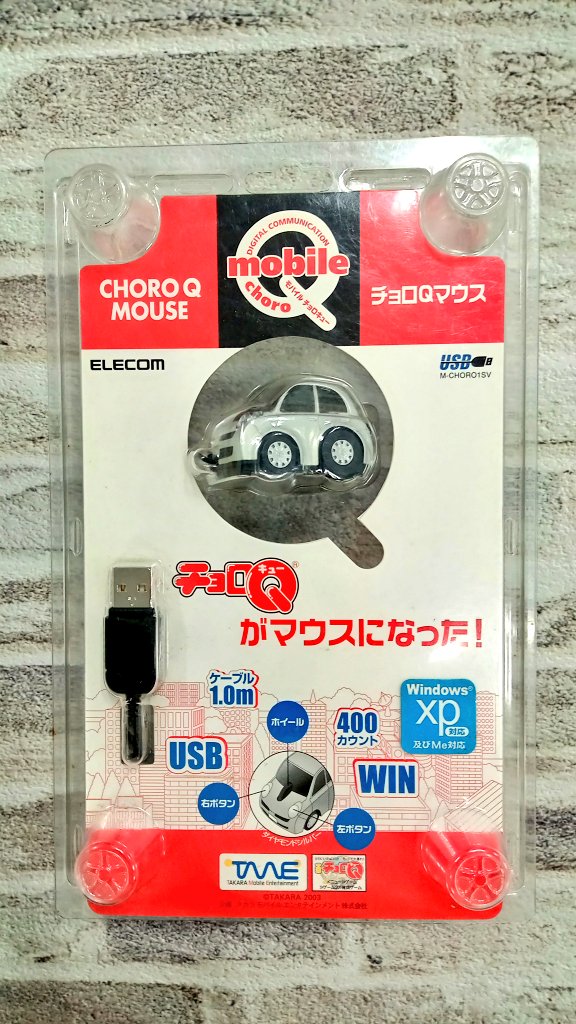 DIGITAL COMMUNICATION
mobile
choro
モバイル チョロキュー
CHORO Q
MOUSE
チョロQマウス
ELECOM
USB
M-CHORO1SV
チョロQ
キュー
®
がマウスになった!
ケーブル
1.0m
ホイール
400
カウント
Windows®
xp
対応
及びMe対応
USB
WIN
右ボタン
左ボタン
ダイヤモンドシルバー
TME
TAKARA Mobile Entertainment
チョロQ
©TAKARA 2003
タカラモバイルエンタテインメント株式会社